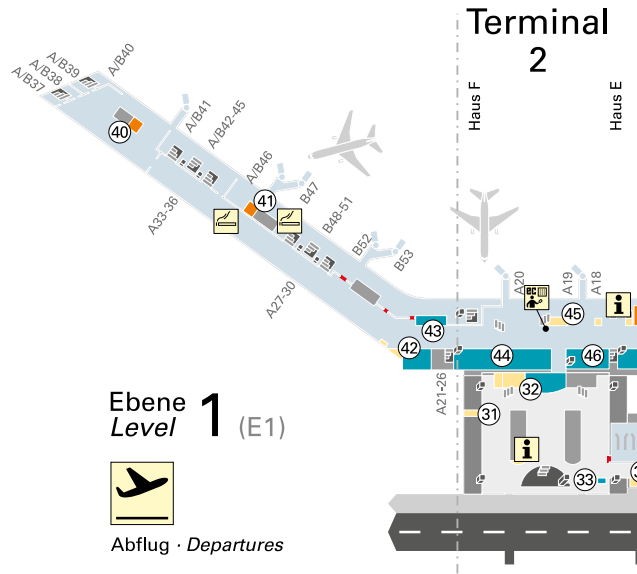 Terminal
2
Haus F
Haus E
A/B40
A/B39
A/B38
A/B37
40
A/B41
A/B42-45
A/B46
41
B47
B48-51
B52
B53
A33-36
A27-30
A20
A19
A18
ec
i
45
43
42
44
46
A21-26
32
31
i
33
3
Ebene
Level 1 (E1)
Abflug · Departures